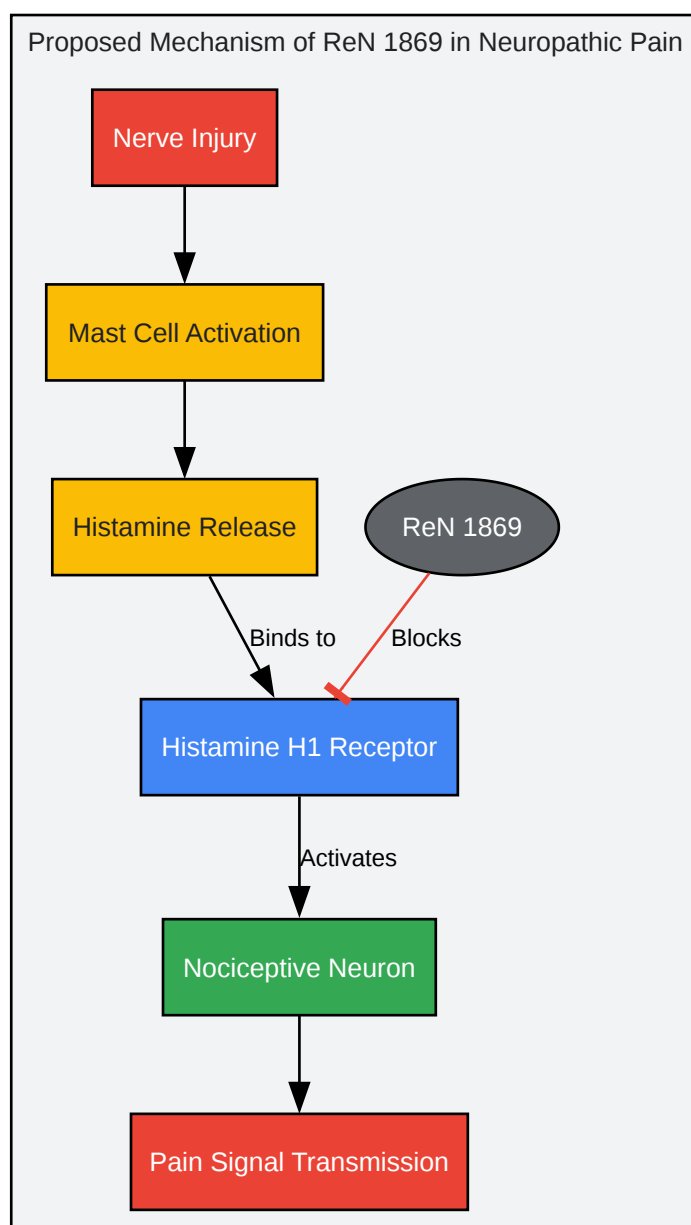 Proposed Mechanism of ReN 1869 in Neuropathic Pain
Nerve Injury
Mast Cell Activation
Histamine Release
ReN 1869
Binds to
Blocks
Histamine H1 Receptor
Activates
Nociceptive Neuron
Pain Signal Transmission